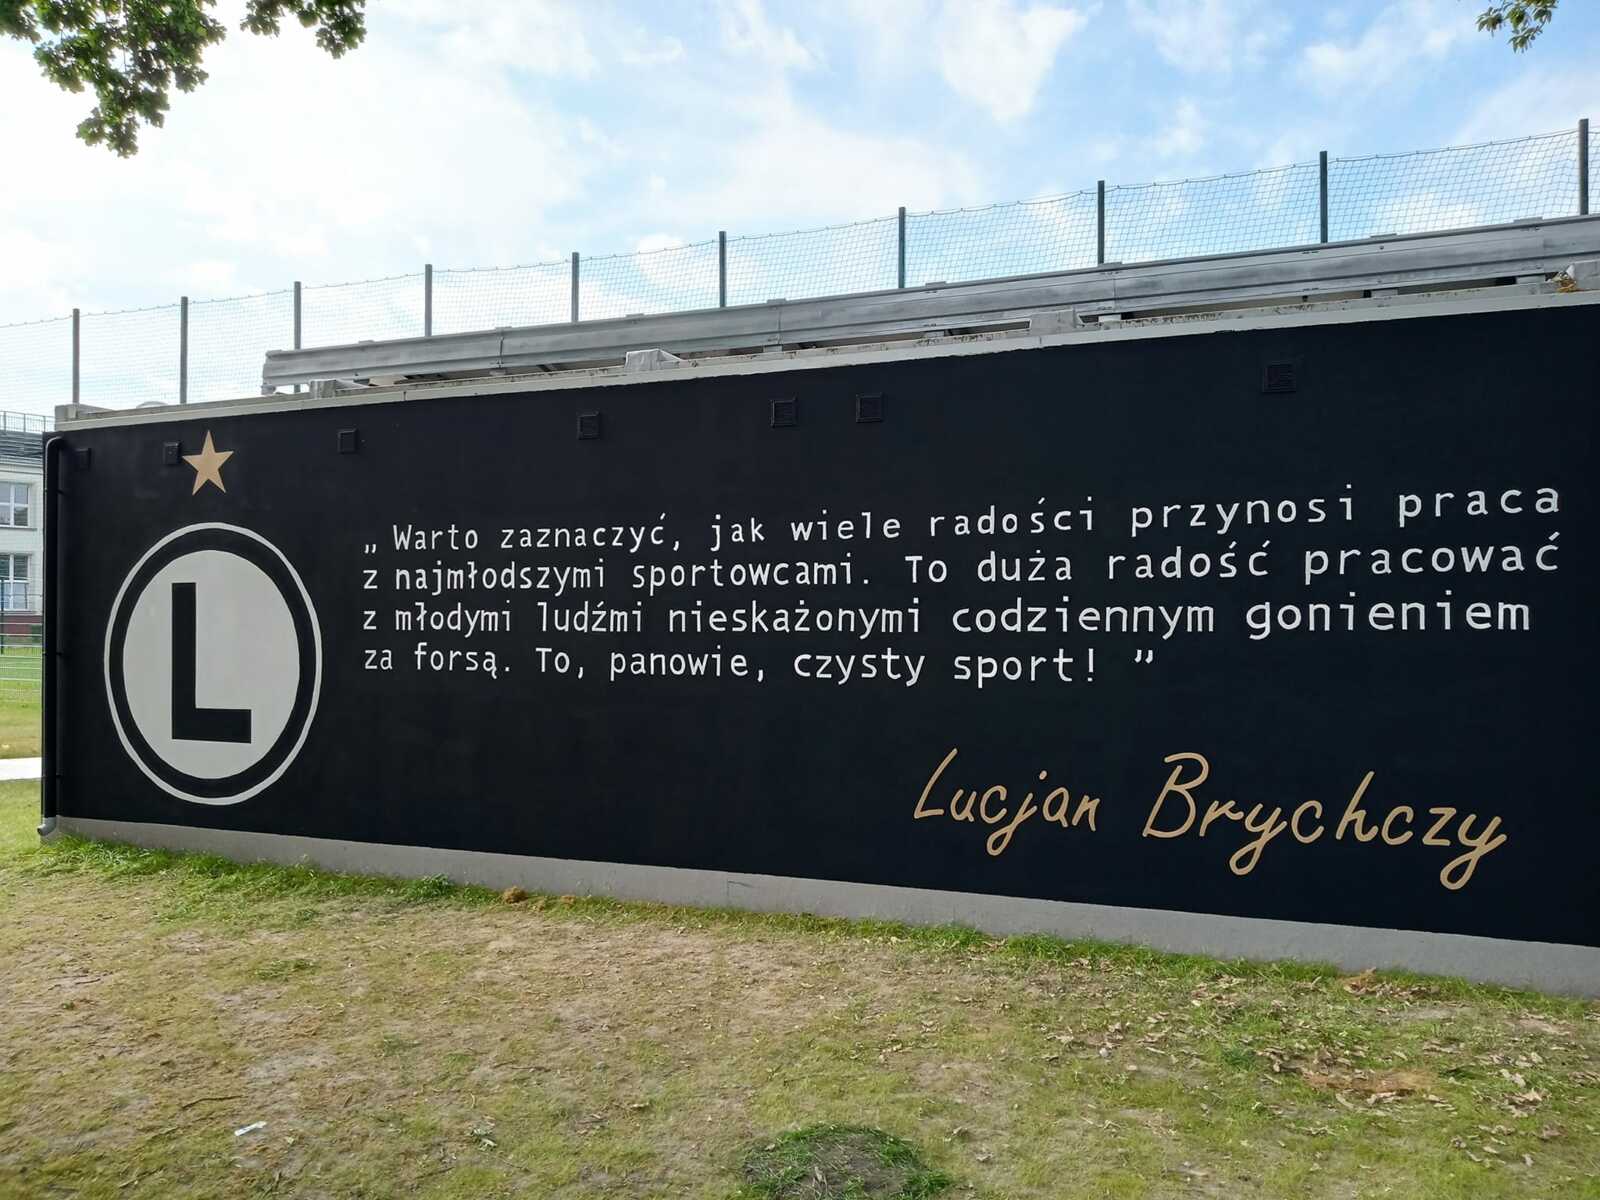 L
„ Warto zaznaczyć, jak wiele radości przynosi praca
z najmłodszymi sportowcami. To duża radość pracować
z młodymi ludźmi nieskażonymi codziennym gonieniem
za forsą. To, panowie, czysty sport! ”
Lucjan Brychczy